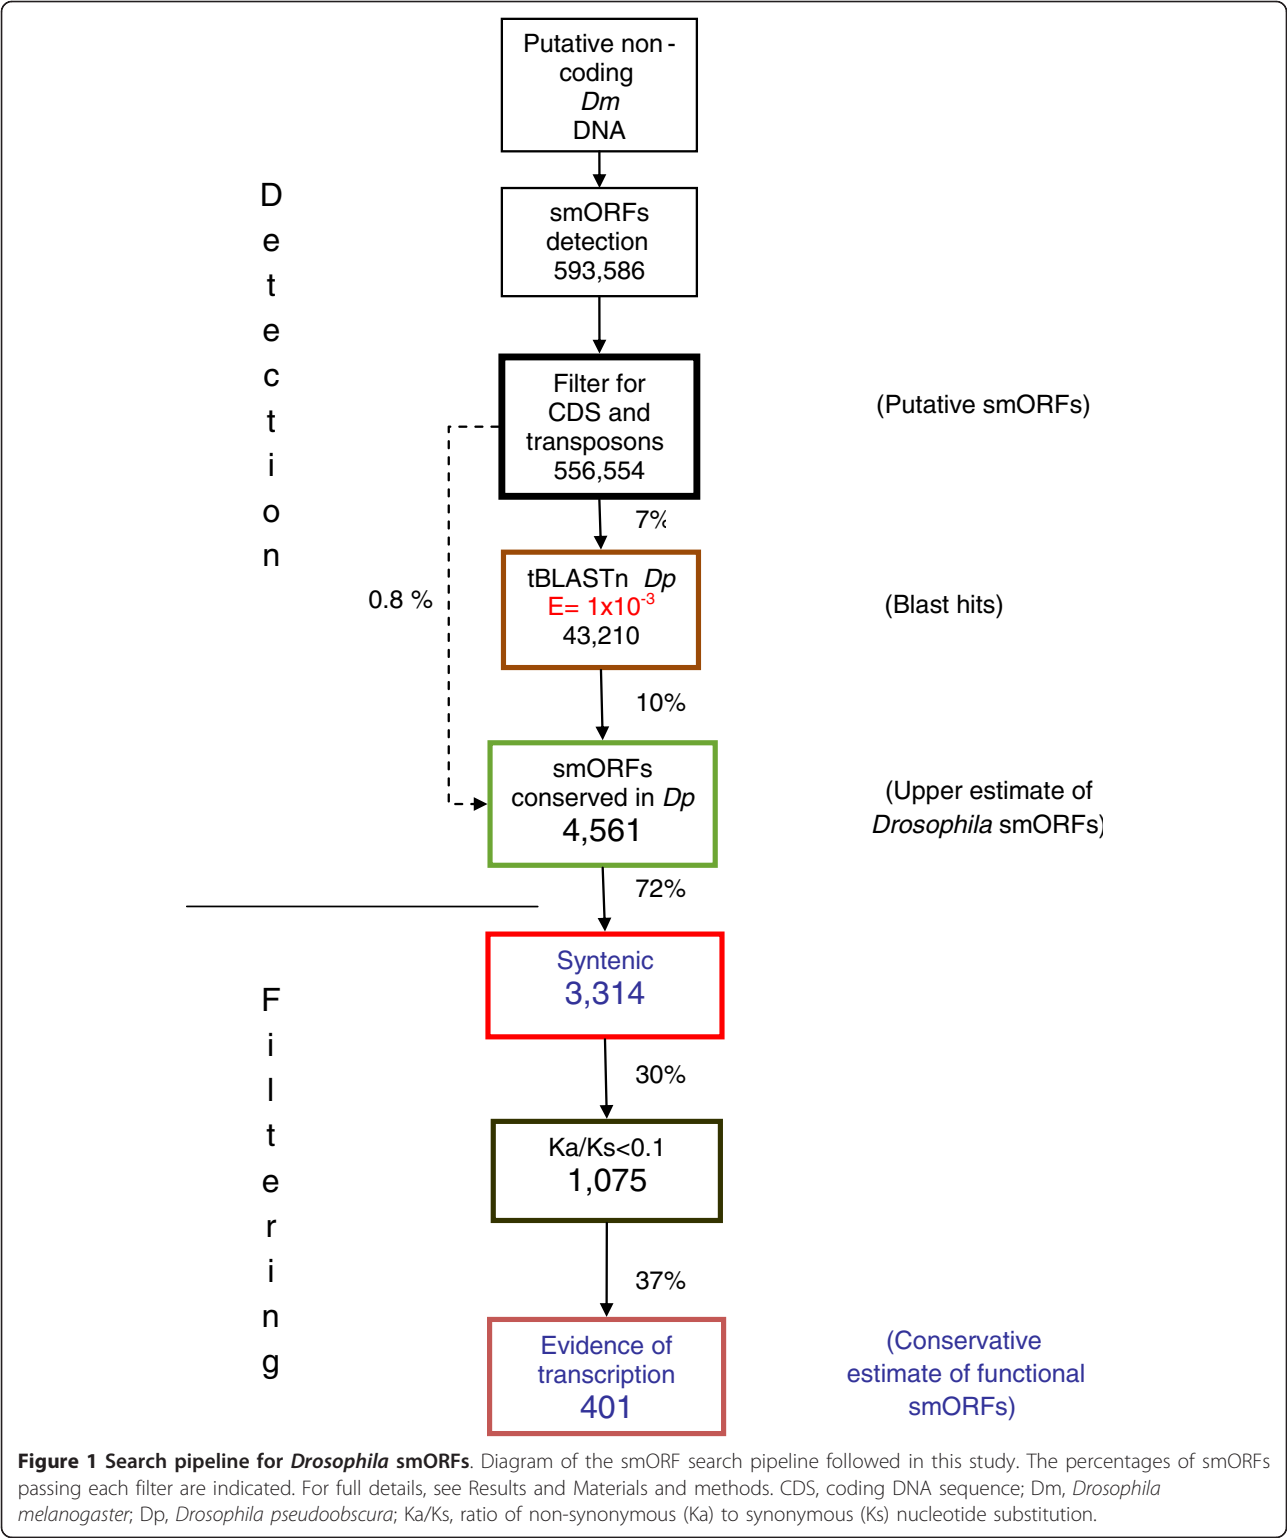 Putative non-
coding
Dm
DNA
Detection
smORFs
detection
593,586
Filter for
CDS and
transposons
556,554
(Putative smORFs)
7%
0.8 %
tBLASTn Dp
E= 1x10-3
43,210
(Blast hits)
10%
smORFs
conserved in Dp
4,561
(Upper estimate of
Drosophila smORFs)
72%
Filtering
Syntenic
3,314
30%
Ka/Ks<0.1
1,075
37%
Evidence of
transcription
401
(Conservative
estimate of functional
smORFs)
Figure 1 Search pipeline for Drosophila smORFs. Diagram of the smORF search pipeline followed in this study. The percentages of smORFs
passing each filter are indicated. For full details, see Results and Materials and methods. CDS, coding DNA sequence; Dm, Drosophila
melanogaster; Dp, Drosophila pseudoobscura; Ka/Ks, ratio of non-synonymous (Ka) to synonymous (Ks) nucleotide substitution.